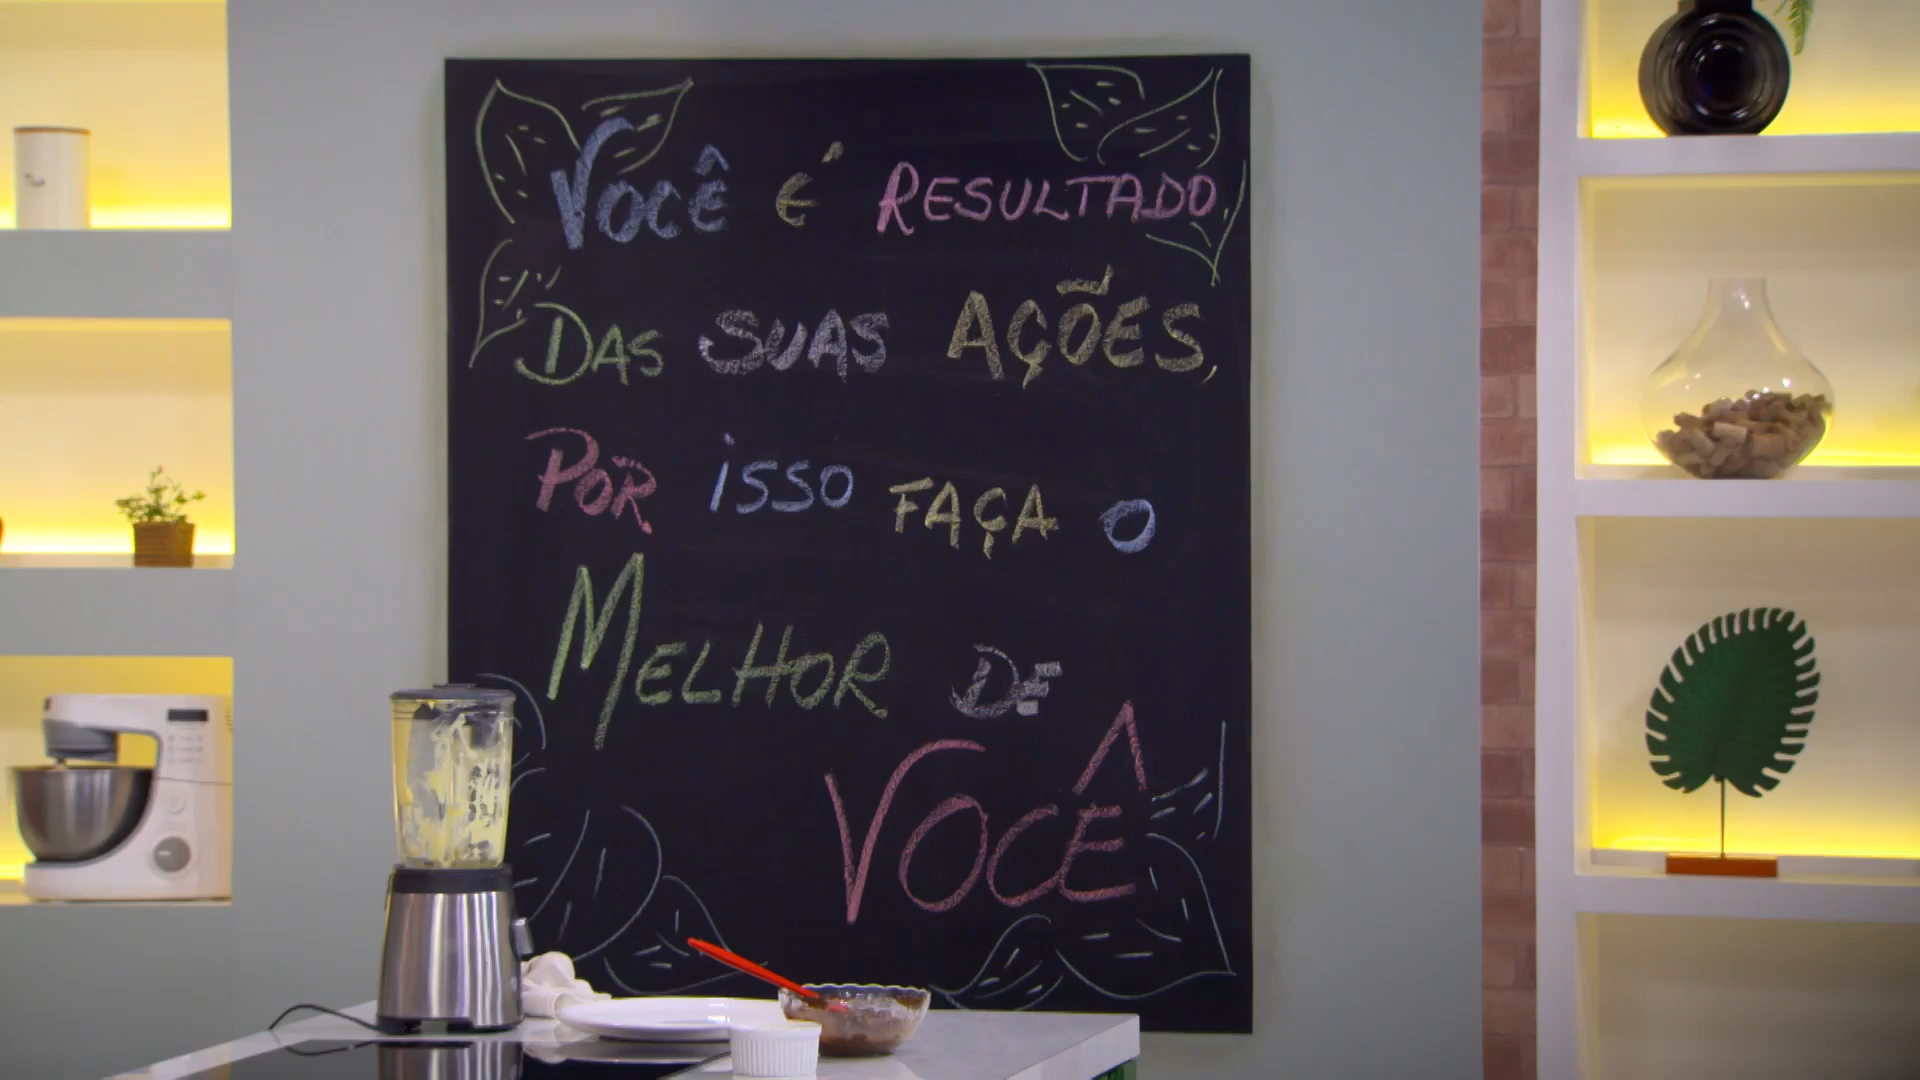 VOCÊ É RESULTADO
DAS SUAS AÇÕES,
POR ISSO FAÇA O
MELHOR DE
VOCÊ